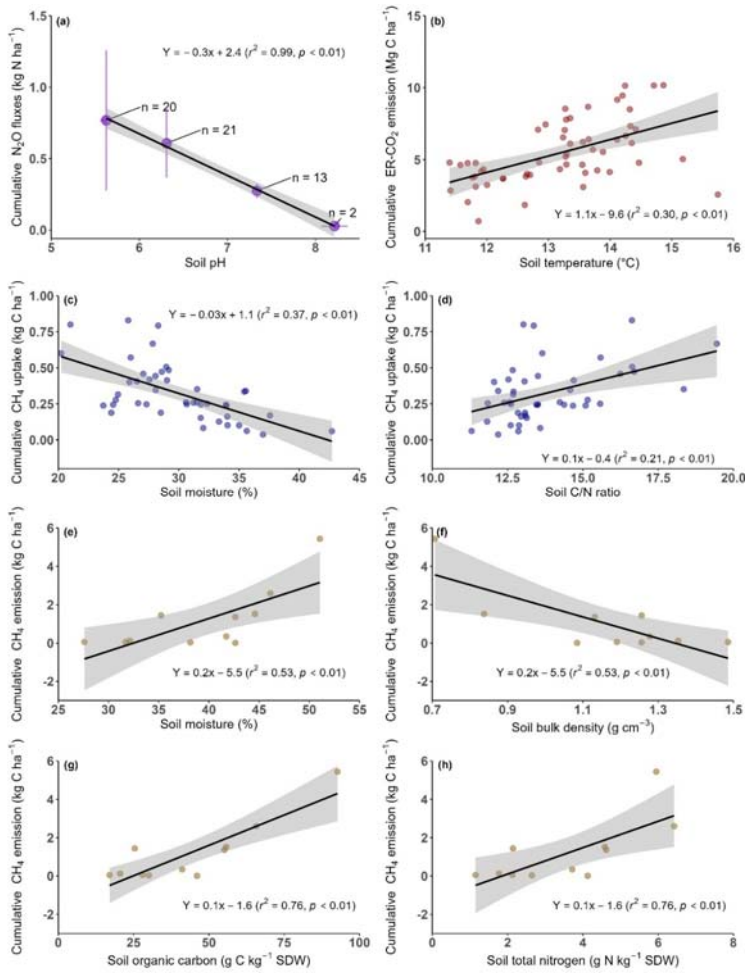 (a)
Y = −0.3x + 2.4 (r² = 0.99, p < 0.01)
n = 20
n = 21
n = 13
n = 2
Cumulative N₂O fluxes (kg N ha⁻¹)
1.5
1.0
0.5
0.0
5 6 7 8
Soil pH
(b)
Cumulative ER-CO₂ emission (Mg C ha⁻¹)
12.5
10.0
7.5
5.0
2.5
0.0
Y = 1.1x − 9.6 (r² = 0.30, p < 0.01)
11 12 13 14 15 16
Soil temperature (°C)
(c)
Y = −0.03x + 1.1 (r² = 0.37, p < 0.01)
Cumulative CH₄ uptake (kg C ha⁻¹)
1.00
0.75
0.50
0.25
0.00
20 25 30 35 40 45
Soil moisture (%)
(d)
Cumulative CH₄ uptake (kg C ha⁻¹)
1.00
0.75
0.50
0.25
0.00
Y = 0.1x − 0.4 (r² = 0.21, p < 0.01)
10.0 12.5 15.0 17.5 20.0
Soil C/N ratio
(e)
Cumulative CH₄ emission (kg C ha⁻¹)
6
4
2
0
-2
Y = 0.2x − 5.5 (r² = 0.53, p < 0.01)
25 30 35 40 45 50 55
Soil moisture (%)
(f)
Cumulative CH₄ emission (kg C ha⁻¹)
6
4
2
0
-2
Y = 0.2x − 5.5 (r² = 0.53, p < 0.01)
0.7 0.9 1.1 1.3 1.5
Soil bulk density (g cm⁻³)
(g)
Cumulative CH₄ emission (kg C ha⁻¹)
6
4
2
0
-2
Y = 0.1x − 1.6 (r² = 0.76, p < 0.01)
0 25 50 75 100
Soil organic carbon (g C kg⁻¹ SDW)
(h)
Cumulative CH₄ emission (kg C ha⁻¹)
6
4
2
0
-2
Y = 0.1x − 1.6 (r² = 0.76, p < 0.01)
0 2 4 6 8
Soil total nitrogen (g N kg⁻¹ SDW)